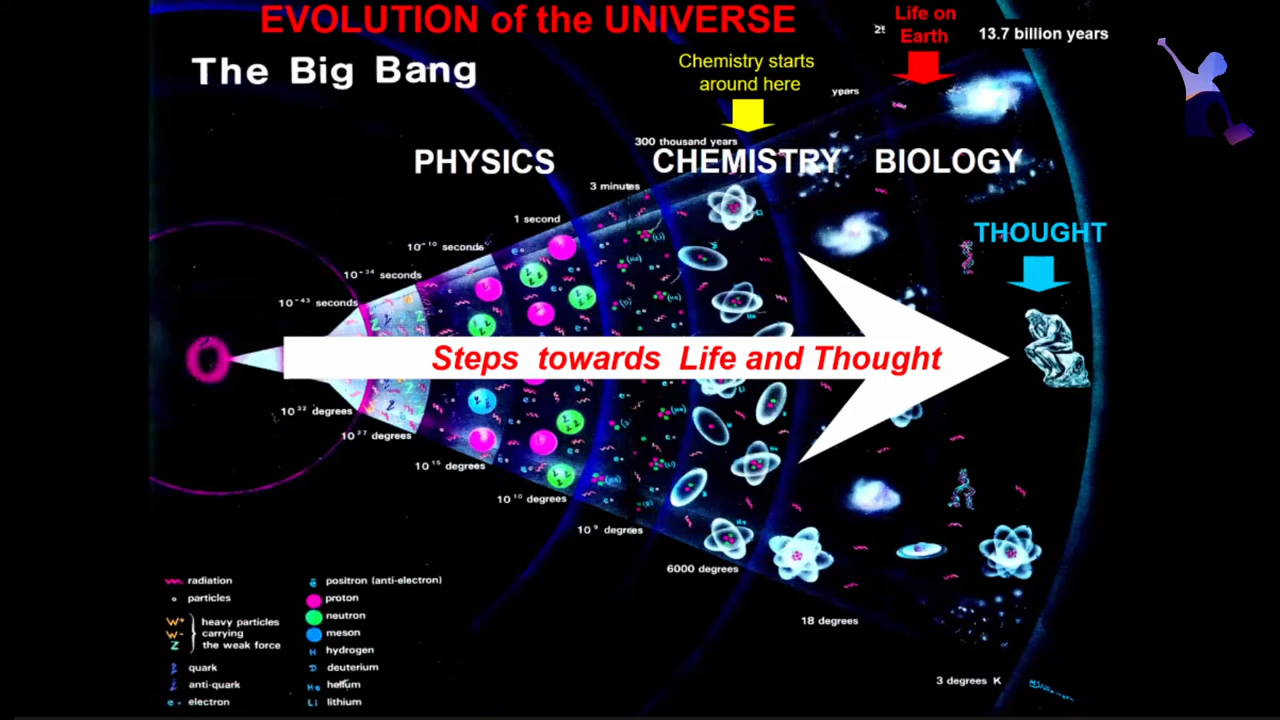 EVOLUTION of the UNIVERSE
The Big Bang
Life on
Earth
13.7 billion years
Chemistry starts
around here
years
300 thousand years
PHYSICS
CHEMISTRY
BIOLOGY
3 minutes
1 second
10⁻¹⁰ seconds
10⁻³⁴ seconds
10⁻⁴³ seconds
THOUGHT
Steps towards Life and Thought
10³² degrees
10²⁷ degrees
10¹⁵ degrees
10¹⁰ degrees
10⁹ degrees
6000 degrees
18 degrees
3 degrees K
radiation
particles
W⁺
W⁻
Z
heavy particles
carrying
the weak force
quark
anti-quark
e- electron
positron (anti-electron)
proton
neutron
meson
H hydrogen
D deuterium
He helium
Li lithium